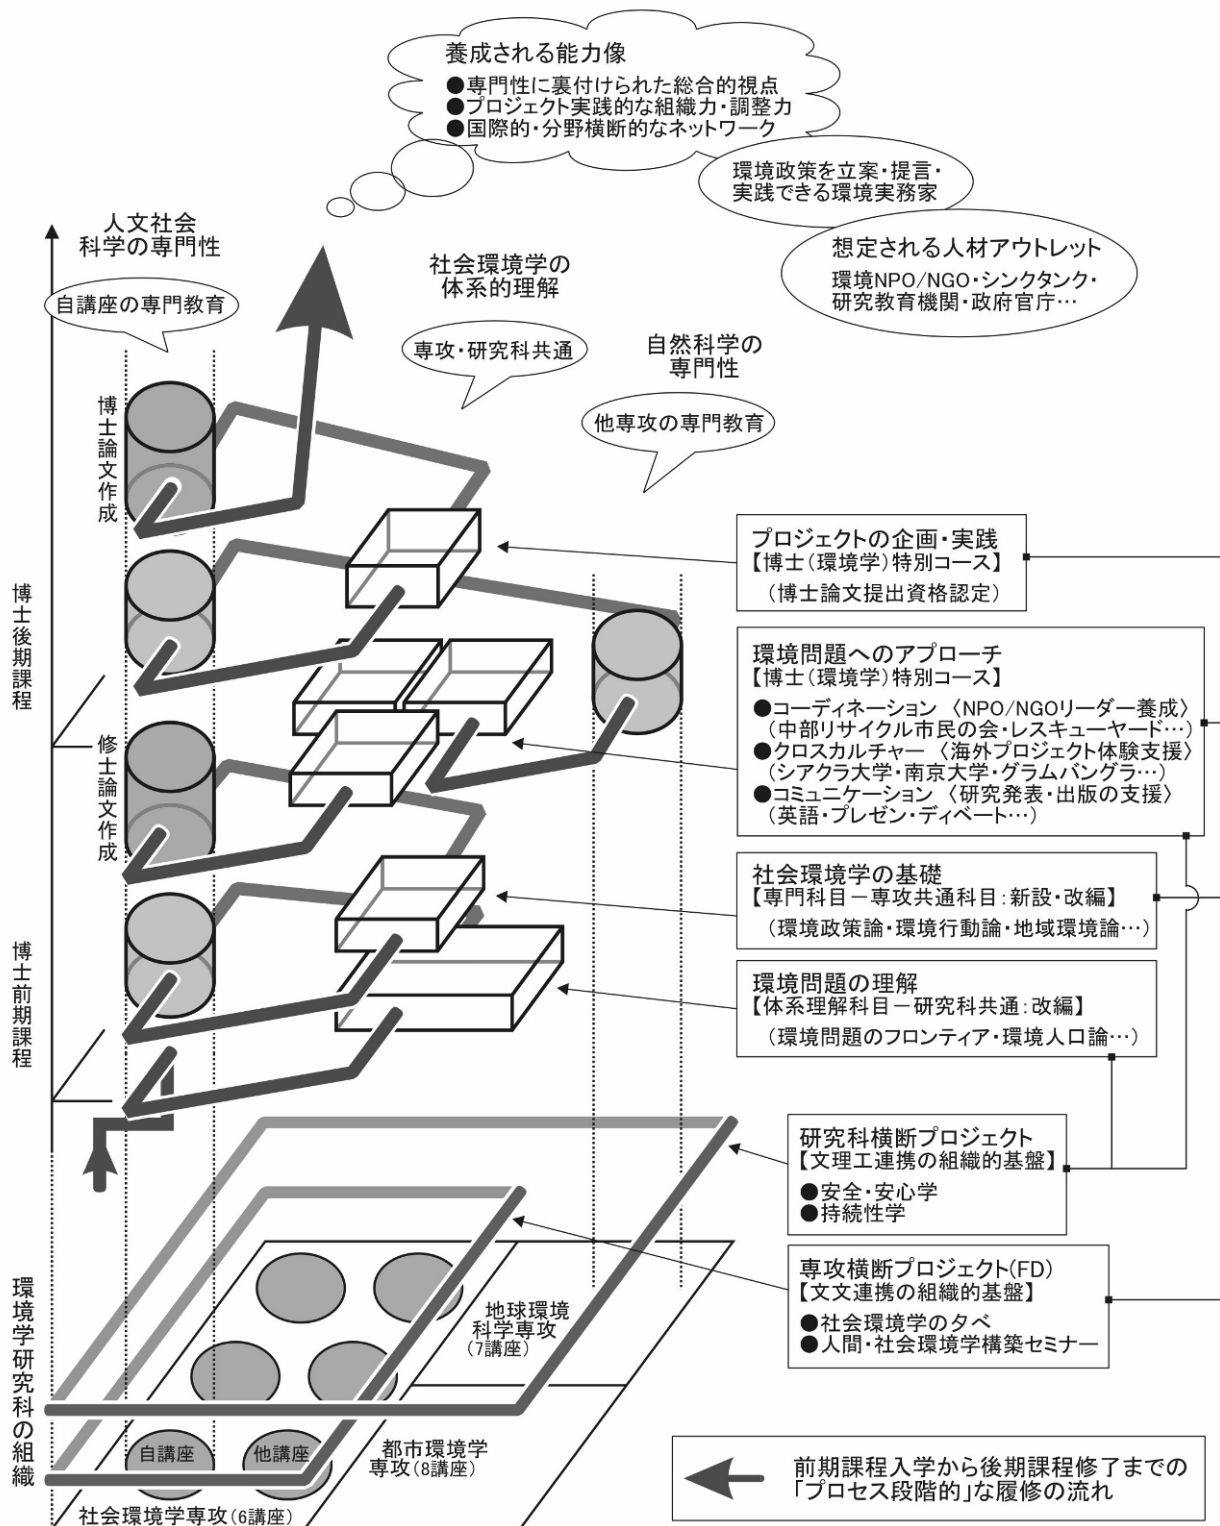 養成される能力像
●専門性に裏付けられた総合的視点
●プロジェクト実践的な組織力・調整力
●国際的・分野横断的なネットワーク
環境政策を立案・提言・
実践できる環境実務家
想定される人材アウトレット
環境NPO/NGO・シンクタンク・
研究教育機関・政府官庁…
人文社会
科学の専門性
自講座の専門教育
社会環境学の
体系的理解
専攻・研究科共通
自然科学の
専門性
他専攻の専門教育
博士論文作成
博士後期課程
修士論文作成
博士前期課程
環境学研究科の組織
プロジェクトの企画・実践
【博士(環境学)特別コース】
(博士論文提出資格認定)
環境問題へのアプローチ
【博士(環境学)特別コース】
●コーディネーション〈NPO/NGOリーダー養成〉
(中部リサイクル市民の会・レスキューヤード…)
●クロスカルチャー〈海外プロジェクト体験支援〉
(シアクラ大学・南京大学・グラムバングラ…)
●コミュニケーション〈研究発表・出版の支援〉
(英語・プレゼン・ディベート…)
社会環境学の基礎
【専門科目－専攻共通科目：新設・改編】
(環境政策論・環境行動論・地域環境論…)
環境問題の理解
【体系理解科目－研究科共通：改編】
(環境問題のフロンティア・環境人口論…)
研究科横断プロジェクト
【文理工連携の組織的基盤】
●安全・安心学
●持続性学
専攻横断プロジェクト(FD)
【文文連携の組織的基盤】
●社会環境学の夕べ
●人間・社会環境学構築セミナー
地球環境
科学専攻
(7講座)
自講座
他講座
都市環境学
専攻(8講座)
社会環境学専攻(6講座)
前期課程入学から後期課程修了までの
「プロセス段階的」な履修の流れ